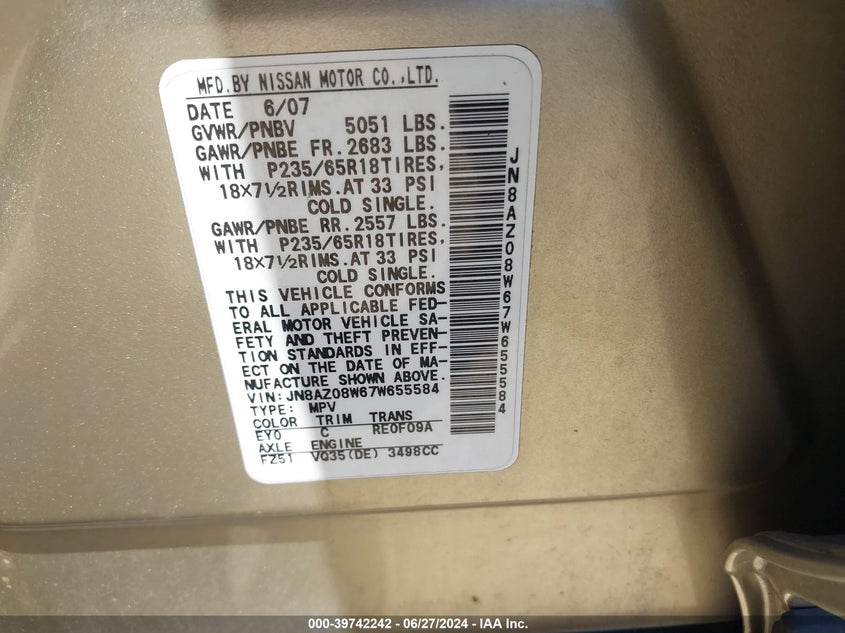 MFD.BY NISSAN MOTOR CO.,LTD.
DATE 6/07
GVWR/PNBV 5051 LBS.
GAWR/PNBE FR.2683 LBS.
WITH P235/65R18TIRES,
18X7½RIMS.AT 33 PSI
COLD SINGLE.
GAWR/PNBE RR.2557 LBS.
WITH P235/65R18TIRES,
18X7½RIMS.AT 33 PSI
COLD SINGLE.
THIS VEHICLE CONFORMS
TO ALL APPLICABLE FED-
ERAL MOTOR VEHICLE SA-
FETY AND THEFT PREVEN-
TION STANDARDS IN EFF-
ECT ON THE DATE OF MA-
NUFACTURE SHOWN ABOVE.
VIN:JN8AZ08W67W655584
TYPE: MPV
COLOR TRIM TRANS
EY0 C RE0F09A
AXLE ENGINE
FZ51 VQ35(DE) 3498CC
JN8AZ08W67W655584
000-39742242 - 06/27/2024 - IAA Inc.